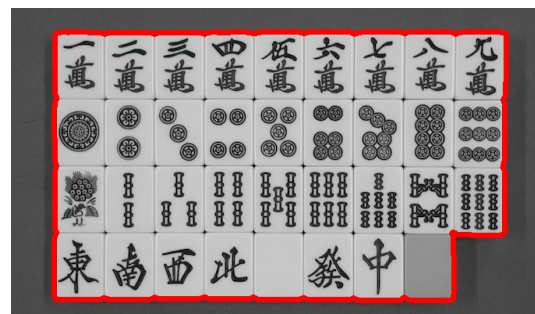 一萬 二萬 三萬 四萬 伍萬 六萬 七萬 八萬 九萬
東 南 西 北 發 中